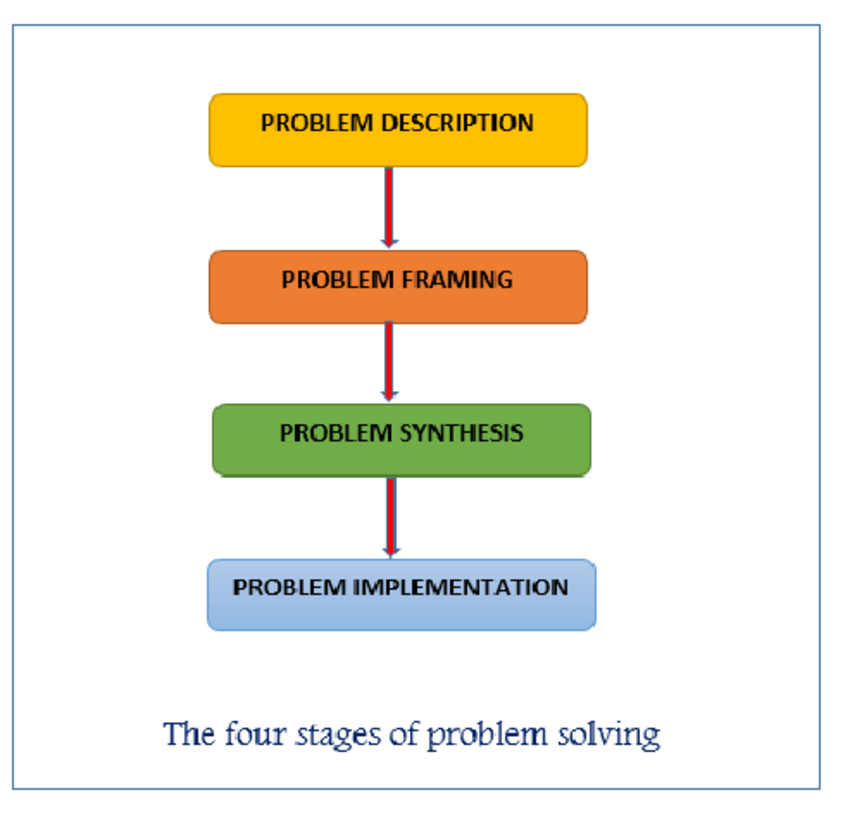 PROBLEM DESCRIPTION
PROBLEM FRAMING
PROBLEM SYNTHESIS
PROBLEM IMPLEMENTATION
The four stages of problem solving